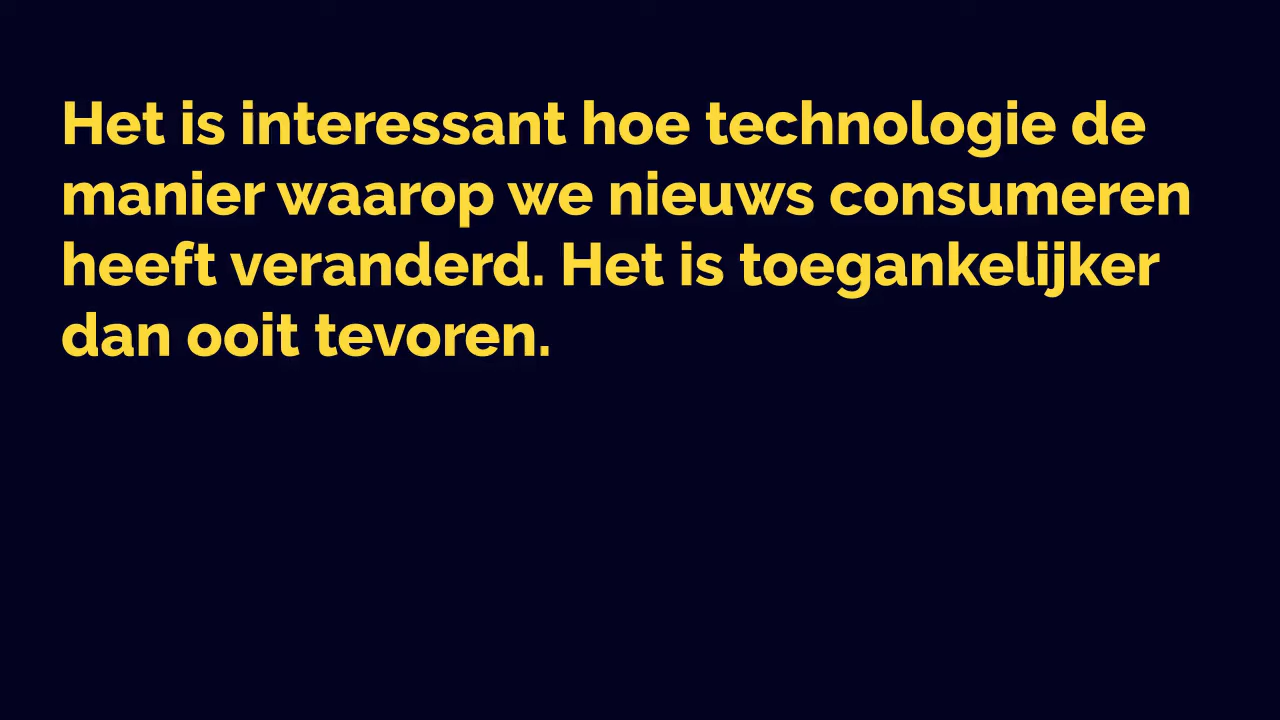 Het is interessant hoe technologie de
manier waarop we nieuws consumeren
heeft veranderd. Het is toegankelijker
dan ooit tevoren.